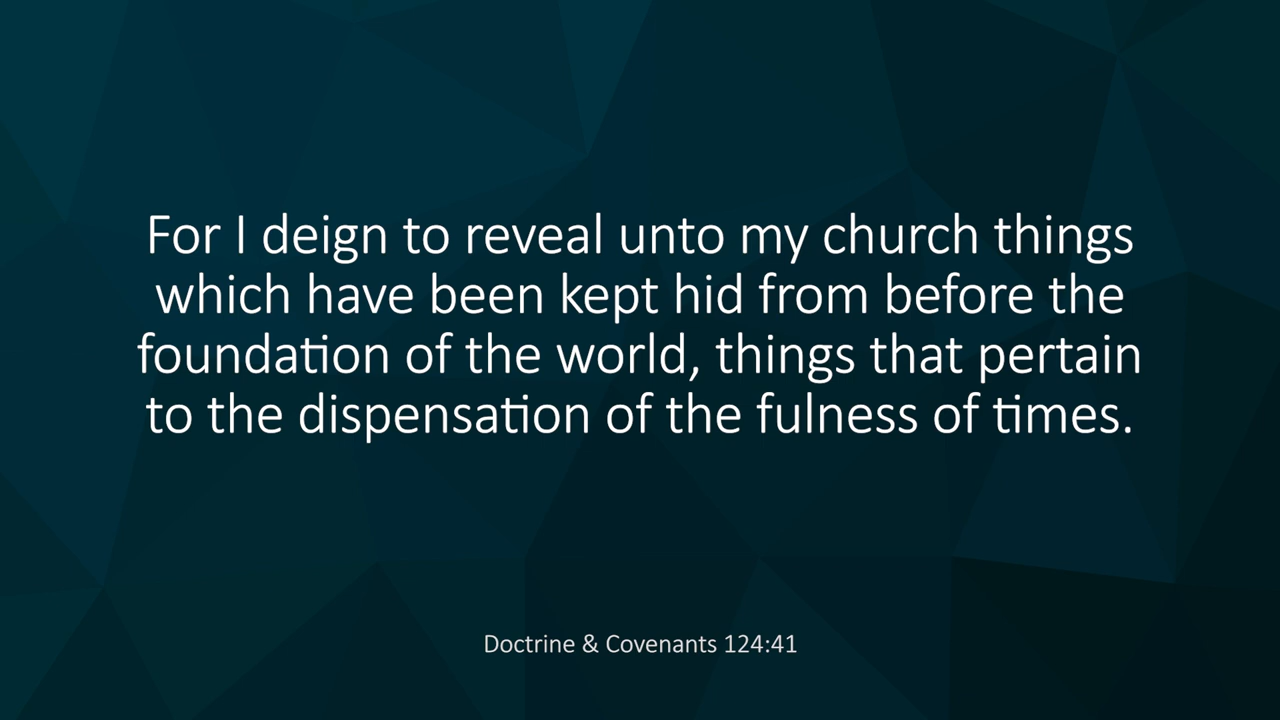 For I deign to reveal unto my church things
which have been kept hid from before the
foundation of the world, things that pertain
to the dispensation of the fulness of times.
Doctrine & Covenants 124:41